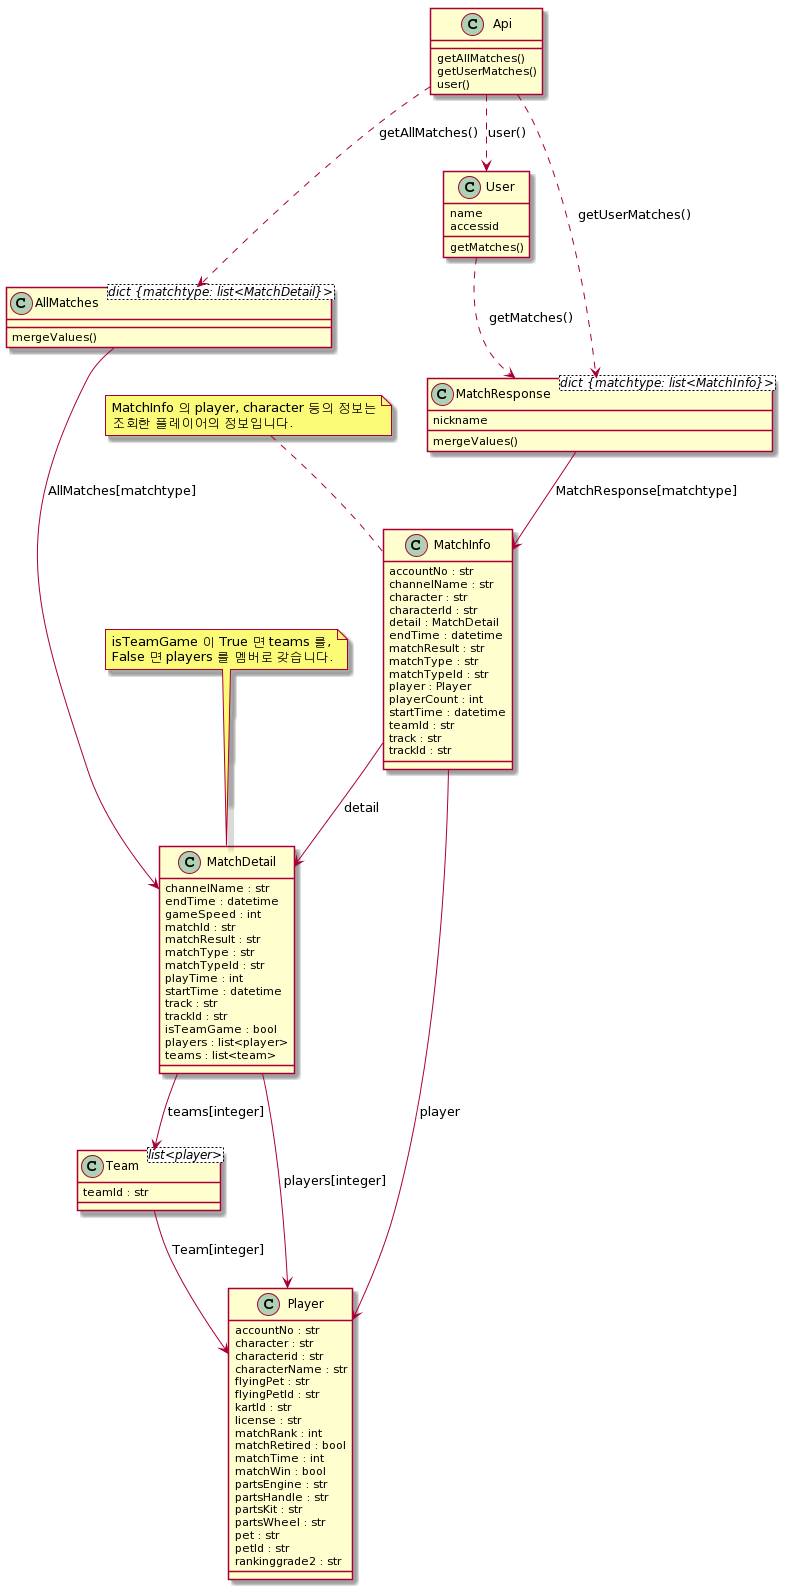 C Api
getAllMatches()
getUserMatches()
user()
getAllMatches()
user()
getUserMatches()
C User
name
accessid
getMatches()
getMatches()
C AllMatches
dict {matchtype: list<MatchDetail}>
mergeValues()
C MatchResponse
dict {matchtype: list<MatchInfo}>
nickname
mergeValues()
MatchInfo 의 player, character 등의 정보는
조회한 플레이어의 정보입니다.
AllMatches[matchtype]
MatchResponse[matchtype]
C MatchInfo
accountNo : str
channelName : str
character : str
characterId : str
detail : MatchDetail
endTime : datetime
matchResult : str
matchType : str
matchTypeId : str
player : Player
playerCount : int
startTime : datetime
teamId : str
track : str
trackId : str
isTeamGame 이 True 면 teams 를,
False 면 players 를 멤버로 갖습니다.
detail
C MatchDetail
channelName : str
endTime : datetime
gameSpeed : int
matchId : str
matchResult : str
matchType : str
matchTypeId : str
playTime : int
startTime : datetime
track : str
trackId : str
isTeamGame : bool
players : list<player>
teams : list<team>
teams[integer]
player
C Team
list<player>
teamId : str
players[integer]
Team[integer]
C Player
accountNo : str
character : str
characterid : str
characterName : str
flyingPet : str
flyingPetId : str
kartId : str
license : str
matchRank : int
matchRetired : bool
matchTime : int
matchWin : bool
partsEngine : str
partsHandle : str
partsKit : str
partsWheel : str
pet : str
petId : str
rankinggrade2 : str